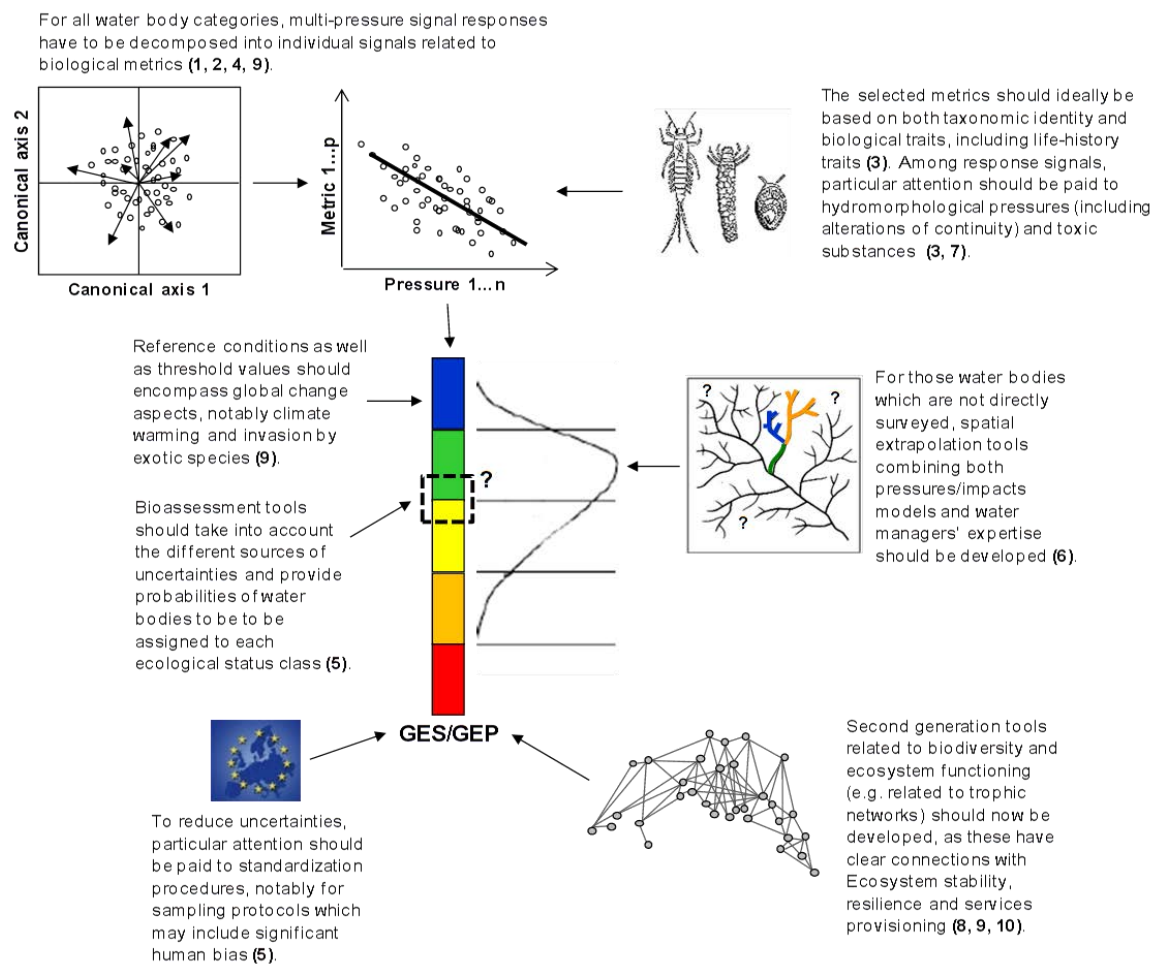 For all water body categories, multi-pressure signal responses
have to be decomposed into individual signals related to
biological metrics (1, 2, 4, 9).
Canonical axis 2
Canonical axis 1
Metric 1...p
Pressure 1...n
The selected metrics should ideally be
based on both taxonomic identity and
biological traits, including life-history
traits (3). Among response signals,
particular attention should be paid to
hydromorphological pressures (including
alterations of continuity) and toxic
substances (3, 7).
Reference conditions as well
as threshold values should
encompass global change
aspects, notably climate
warming and invasion by
exotic species (9).
?
Bioassessment tools
should take into account
the different sources of
uncertainties and provide
probabilities of water
bodies to be to be
assigned to each
ecological status class (5).
?
?
?
For those water bodies
which are not directly
surveyed, spatial
extrapolation tools
combining both
pressures/impacts
models and water
managers' expertise
should be developed (6).
GES/GEP
To reduce uncertainties,
particular attention should
be paid to standardization
procedures, notably for
sampling protocols which
may include significant
human bias (5).
Second generation tools
related to biodiversity and
ecosystem functioning
(e.g. related to trophic
networks) should now be
developed, as these have
clear connections with
Ecosystem stability,
resilience and services
provisioning (8, 9, 10).